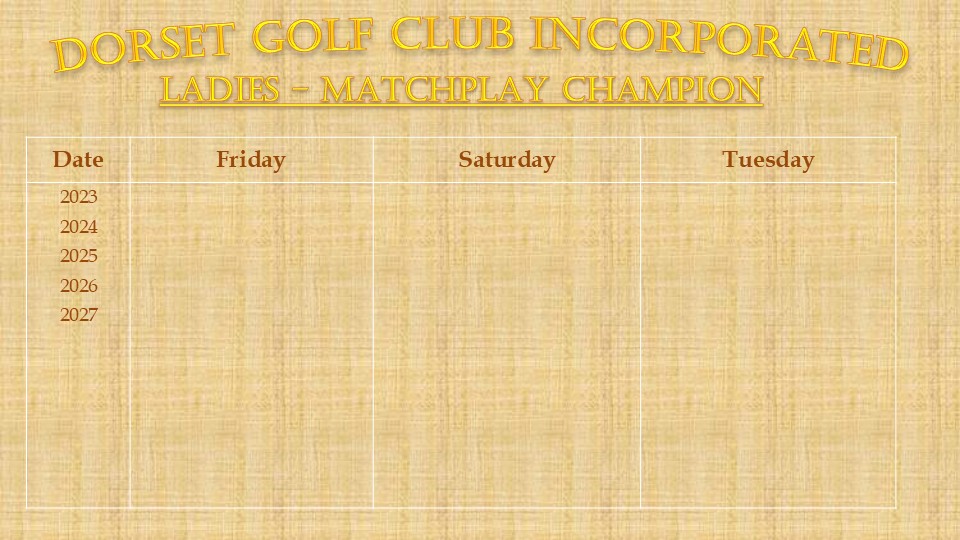 DORSET GOLF CLUB INCORPORATED
LADIES - MATCHPLAY CHAMPION
Date Friday Saturday Tuesday
2023
2024
2025
2026
2027